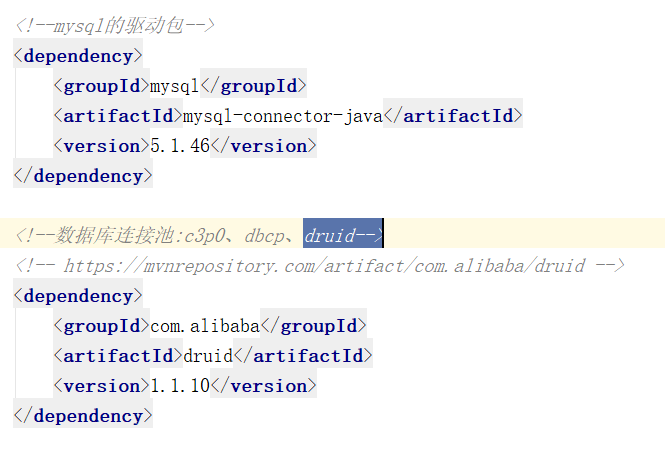 <!--mysql的驱动包-->
<dependency>
<groupId>mysql</groupId>
<artifactId>mysql-connector-java</artifactId>
<version>5.1.46</version>
</dependency>
<!--数据库连接池:c3p0、dbcp、druid-->
<!-- https://mvnrepository.com/artifact/com.alibaba/druid -->
<dependency>
<groupId>com.alibaba</groupId>
<artifactId>druid</artifactId>
<version>1.1.10</version>
</dependency>